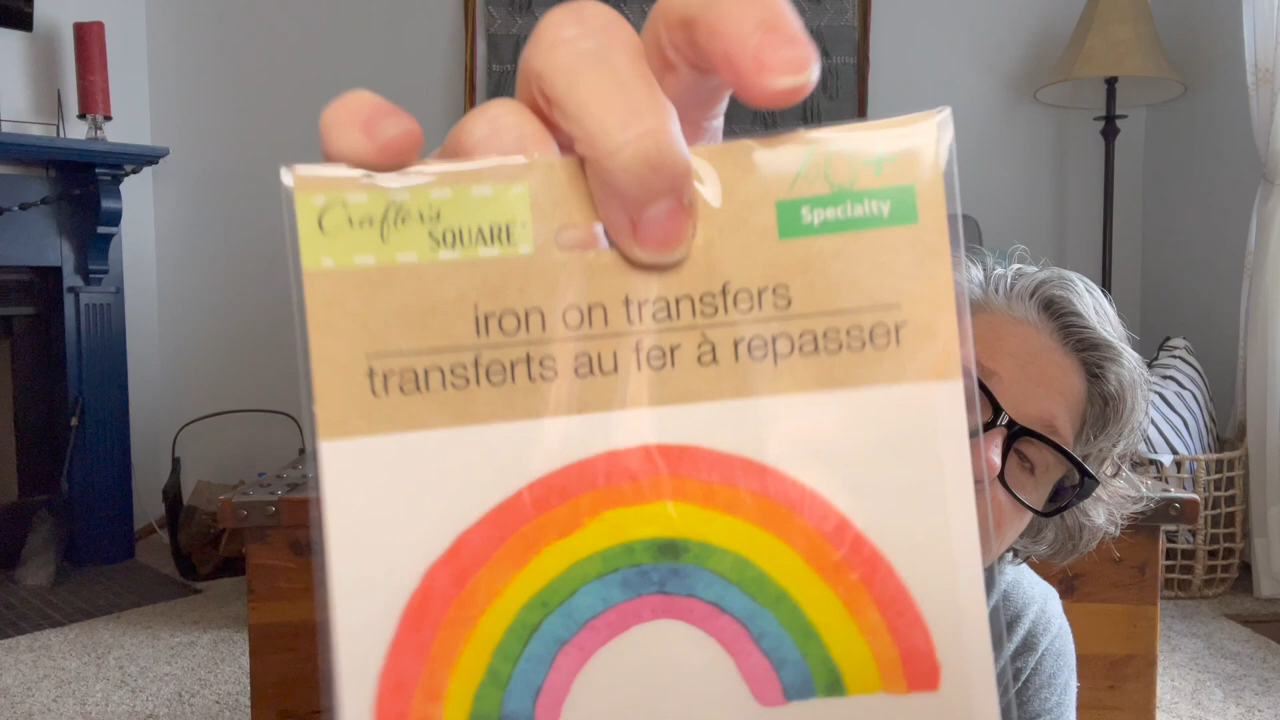 Crafter's
SQUARE
Specialty
iron on transfers
transferts au fer à repasser